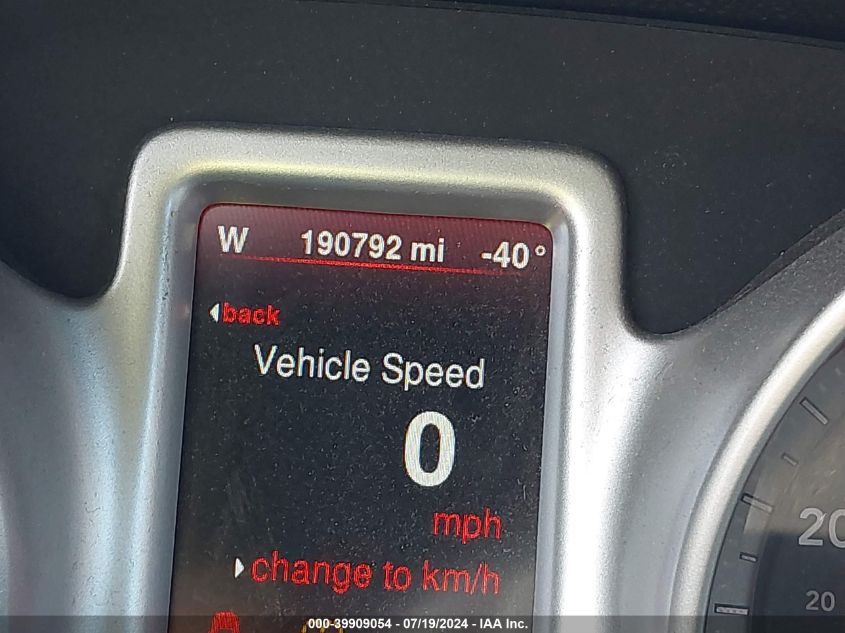 W 190792 mi -40°
back
Vehicle Speed
0
mph
change to km/h
20
20
000-39909054 - 07/19/2024 - IAA Inc.